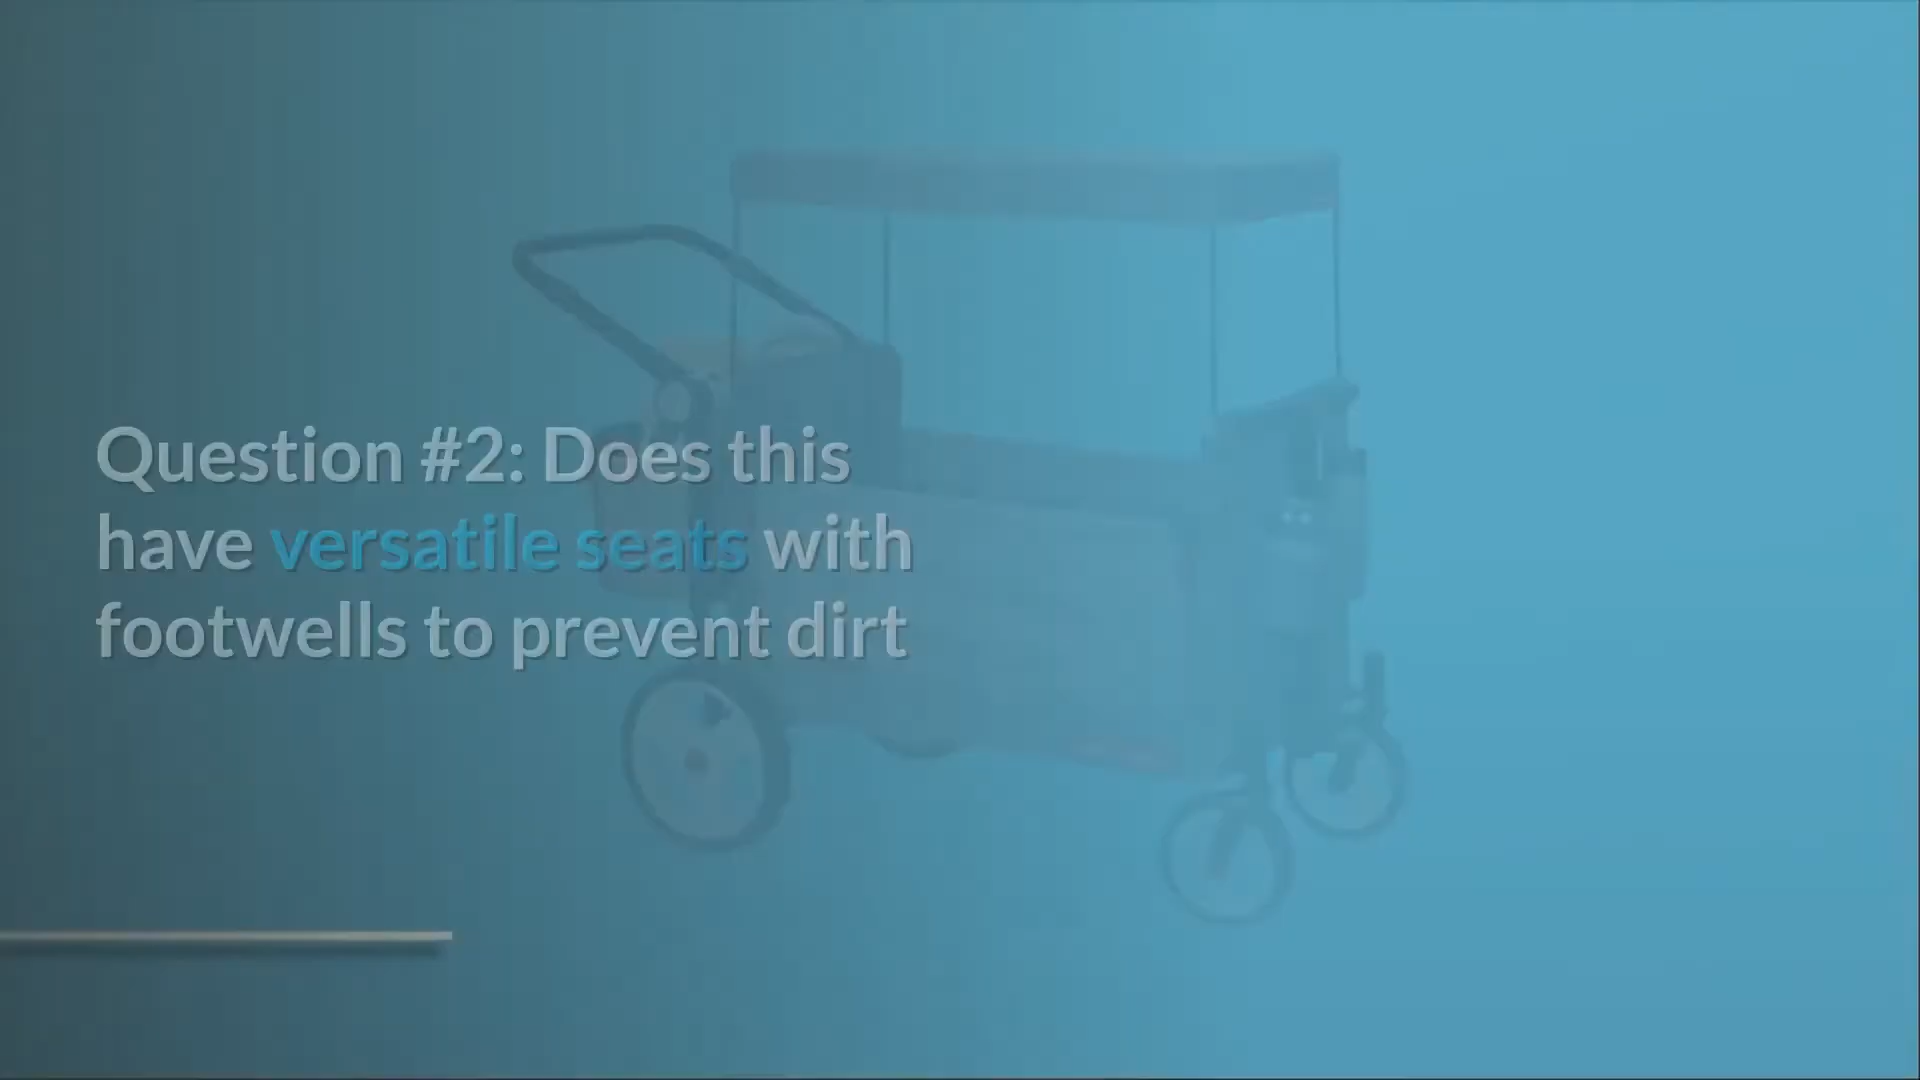 Question #2: Does this
have versatile seats with
footwells to prevent dirt